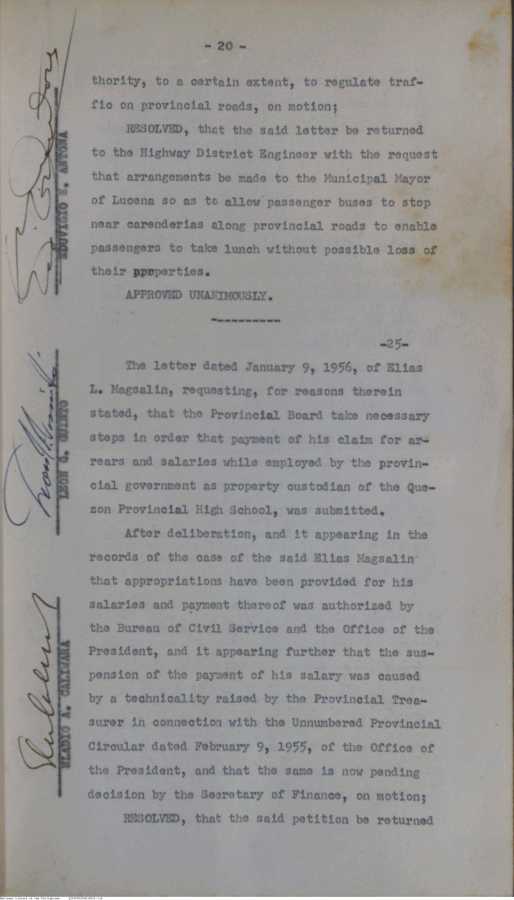 - 20 -
thority, to a certain extent, to regulate traf-
fic on provincial roads, on motion;
RESOLVED, that the said letter be returned
to the Highway District Engineer with the request
that arrangements be made to the Municipal Mayor
of Lucena so as to allow passenger buses to stop
near carenderias along provincial roads to enable
passengers to take lunch without possible loss of
their properties.
APPROVED UNANIMOUSLY.
-25-
The letter dated January 9, 1956, of Elias
L. Magsalin, requesting, for reasons therein
stated, that the Provincial Board take necessary
steps in order that payment of his claim for ar-
rears and salaries while employed by the provin-
cial government as property custodian of the Que-
zon Provincial High School, was submitted.
After deliberation, and it appearing in the
records of the case of the said Elias Magsalin
that appropriations have been provided for his
salaries and payment thereof was authorized by
the Bureau of Civil Service and the Office of the
President, and it appearing further that the sus-
pension of the payment of his salary was caused
by a technicality raised by the Provincial Trea-
surer in connection with the Unnumbered Provincial
Circular dated February 9, 1955, of the Office of
the President, and that the same is now pending
decision by the Secretary of Finance, on motion;
RESOLVED, that the said petition be returned
LEON G. GUINTO
ELADIO A. CALIWARA